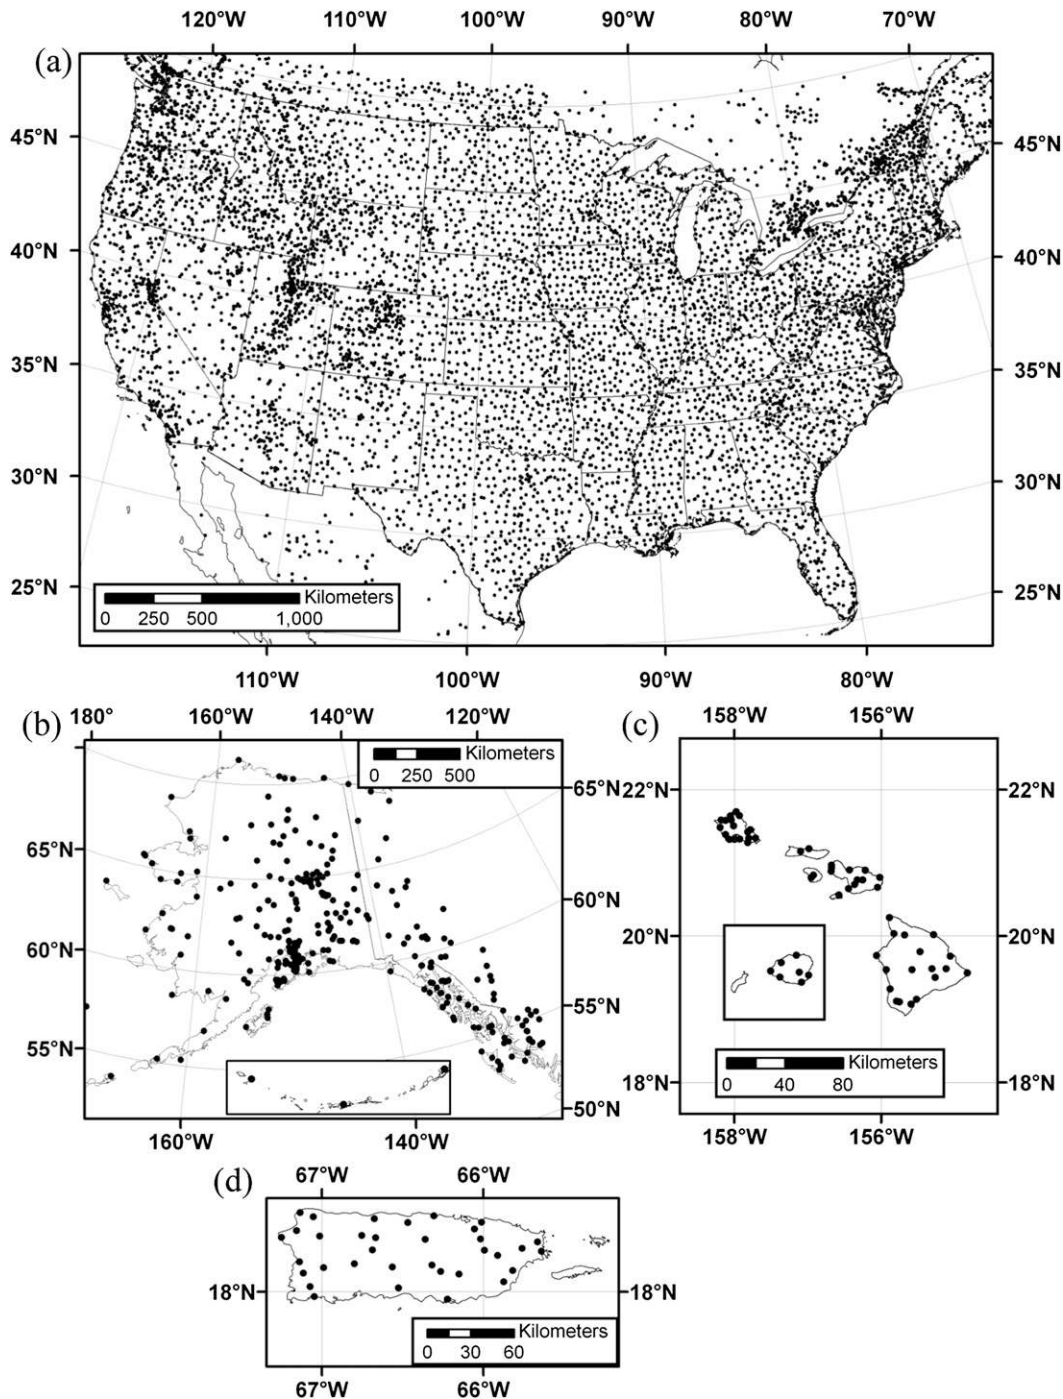 120°W 110°W 100°W 90°W 80°W 70°W
(a)
45°N 45°N
40°N 40°N
35°N 35°N
30°N 30°N
25°N 25°N
Kilometers
0 250 500 1,000
110°W 100°W 90°W 80°W
(b)
180° 160°W 140°W 120°W
Kilometers
0 250 500
65°N 65°N
60°N 60°N
55°N 55°N
50°N
160°W 140°W
(c)
158°W 156°W
22°N 22°N
20°N 20°N
Kilometers
0 40 80
18°N 18°N
158°W 156°W
(d)
67°W 66°W
18°N 18°N
Kilometers
0 30 60
67°W 66°W